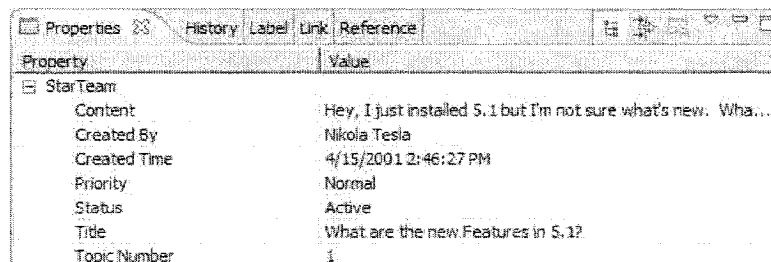 Properties History Label Link Reference
Property Value
StarTeam
Content Hey, I just installed 5.1 but I'm not sure what's new. Wha...
Created By Nikola Tesla
Created Time 4/15/2001 2:46:27 PM
Priority Normal
Status Active
Title What are the new Features in 5.1?
Topic Number 1